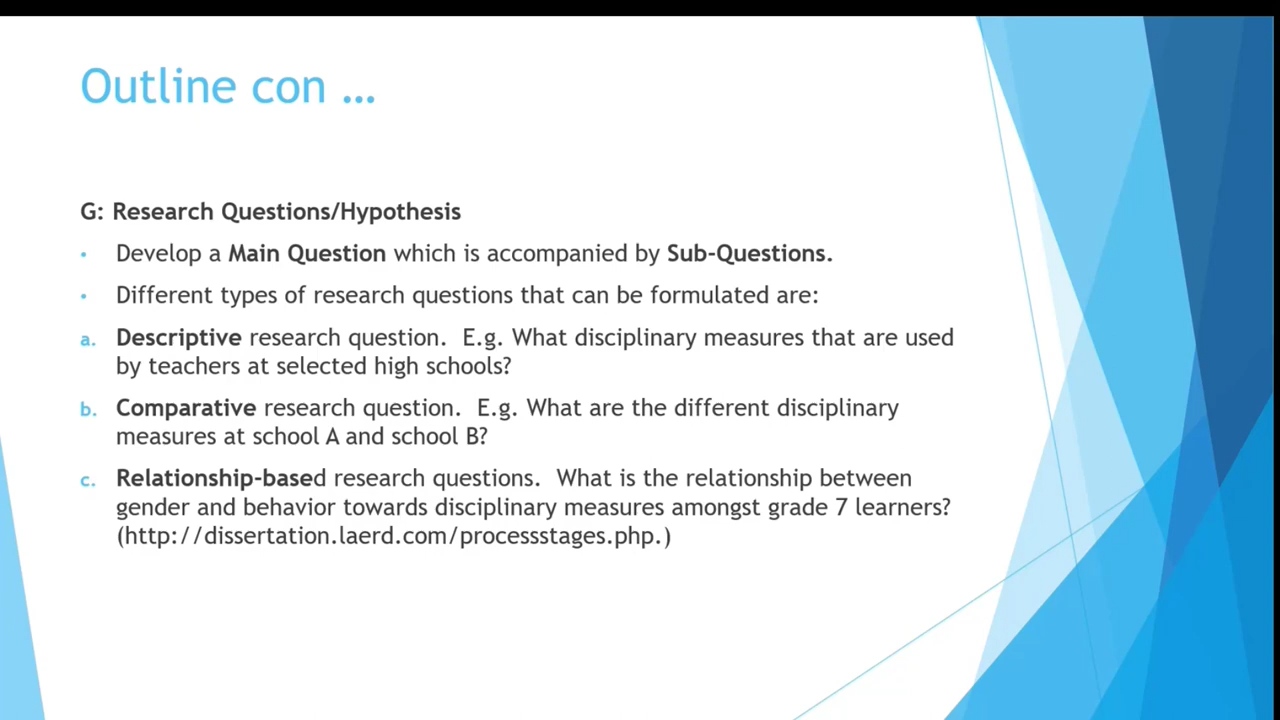 Outline con …
G: Research Questions/Hypothesis
• Develop a Main Question which is accompanied by Sub-Questions.
• Different types of research questions that can be formulated are:
a. Descriptive research question.  E.g. What disciplinary measures that are used
by teachers at selected high schools?
b. Comparative research question.  E.g. What are the different disciplinary
measures at school A and school B?
c. Relationship-based research questions.  What is the relationship between
gender and behavior towards disciplinary measures amongst grade 7 learners?
(http://dissertation.laerd.com/processstages.php.)